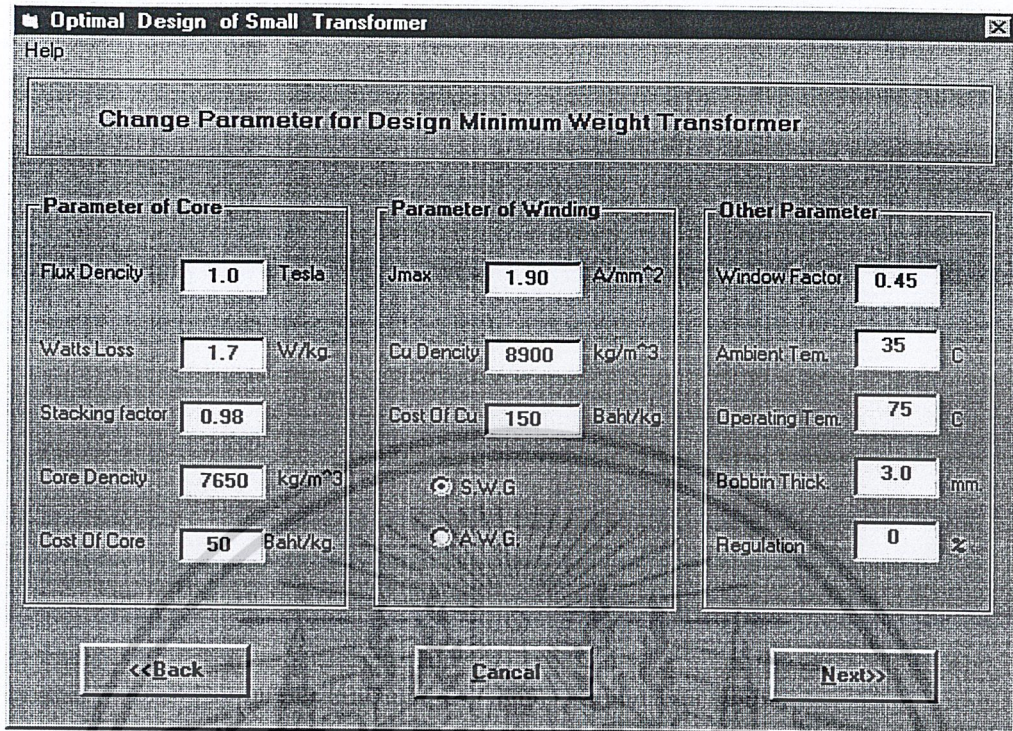 Optimal Design of Small Transformer
Help
Change Parameter for Design Minimum Weight Transformer
Parameter of Core
Flux Dencity 1.0 Tesla
Watts Loss 1.7 W/kg.
Stacking factor 0.98
Core Dencity 7650 kg/m^3
Cost Of Core 50 Baht/kg.
Parameter of Winding
Jmax 1.90 A/mm^2
Cu Dencity 8900 kg/m^3
Cost Of Cu 150 Baht/kg.
S.W.G.
A.W.G.
Other Parameter
Window Factor 0.45
Ambient Tem. 35 C
Operating Tem. 75 C
Bobbin Thick. 3.0 mm.
Regulation 0 %
<<Back
Cancal
Next>>